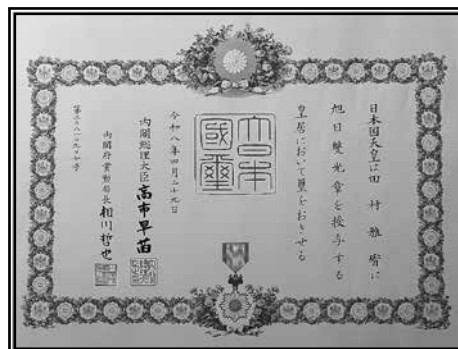 日本国天皇は田村雅に
旭日雙光章を授与する
皇居において璽をおさせる
大日本
國璽
令和八年四月二十九日
内閣総理大臣 高市早苗
内閣府賞勲局長 相川哲也